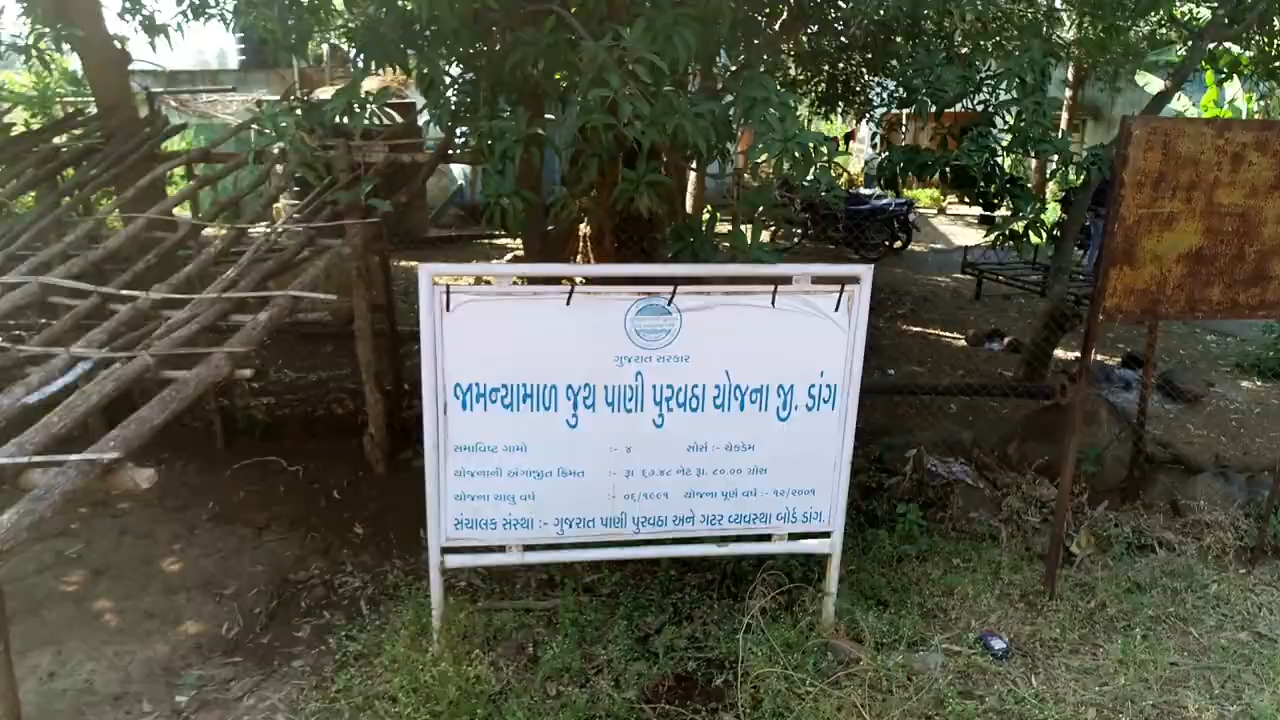 ગુજરાત સરકાર
જામન્યામાળ જુથ પાણી પુરવઠા યોજના જી. ડાંગ
સમાવિષ્ટ ગામો :- ૪ સોર્સ :- ચેકડેમ
યોજનાની અંગાજીત કિંમત :- રૂા ૬૭.૪૮ નેટ રૂા. ૮૦.૦૦ ગ્રોસ
યોજના ચાલુ વર્ષ :- ૦૬/૧૯૯૧ યોજના પૂર્ણ વર્ષ :- ૧૨/૨૦૦૧
સંચાલક સંસ્થા :- ગુજરાત પાણી પુરવઠા અને ગટર વ્યવસ્થા બોર્ડ ડાંગ.